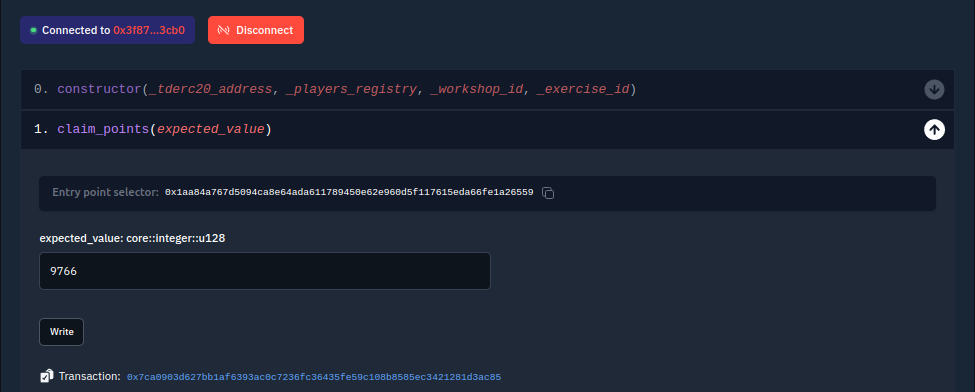 Connected to 0x3f87...3cb0 Disconnect
0. constructor(_tderc20_address, _players_registry, _workshop_id, _exercise_id)
1. claim_points(expected_value)
Entry point selector: 0x1aa84a767d5094ca8e64ada611789450e62e960d5f117615eda66fe1a26559
expected_value: core::integer::u128
9766
Write
Transaction: 0x7ca0903d627bb1af6393ac0c7236fc36435fe59c108b8585ec3421281d3ac85